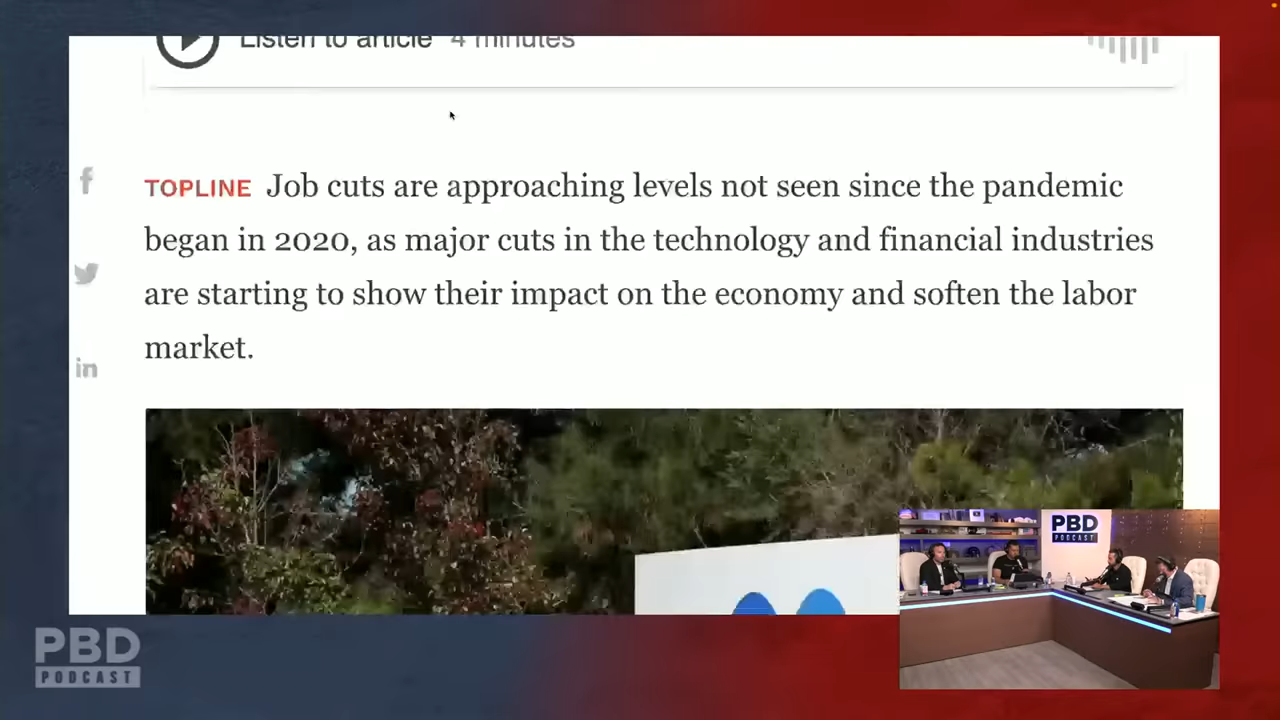 Listen to article 4 minutes
TOPLINE Job cuts are approaching levels not seen since the pandemic
began in 2020, as major cuts in the technology and financial industries
are starting to show their impact on the economy and soften the labor
market.
f
in
PBD
PODCAST
PBD
PODCAST